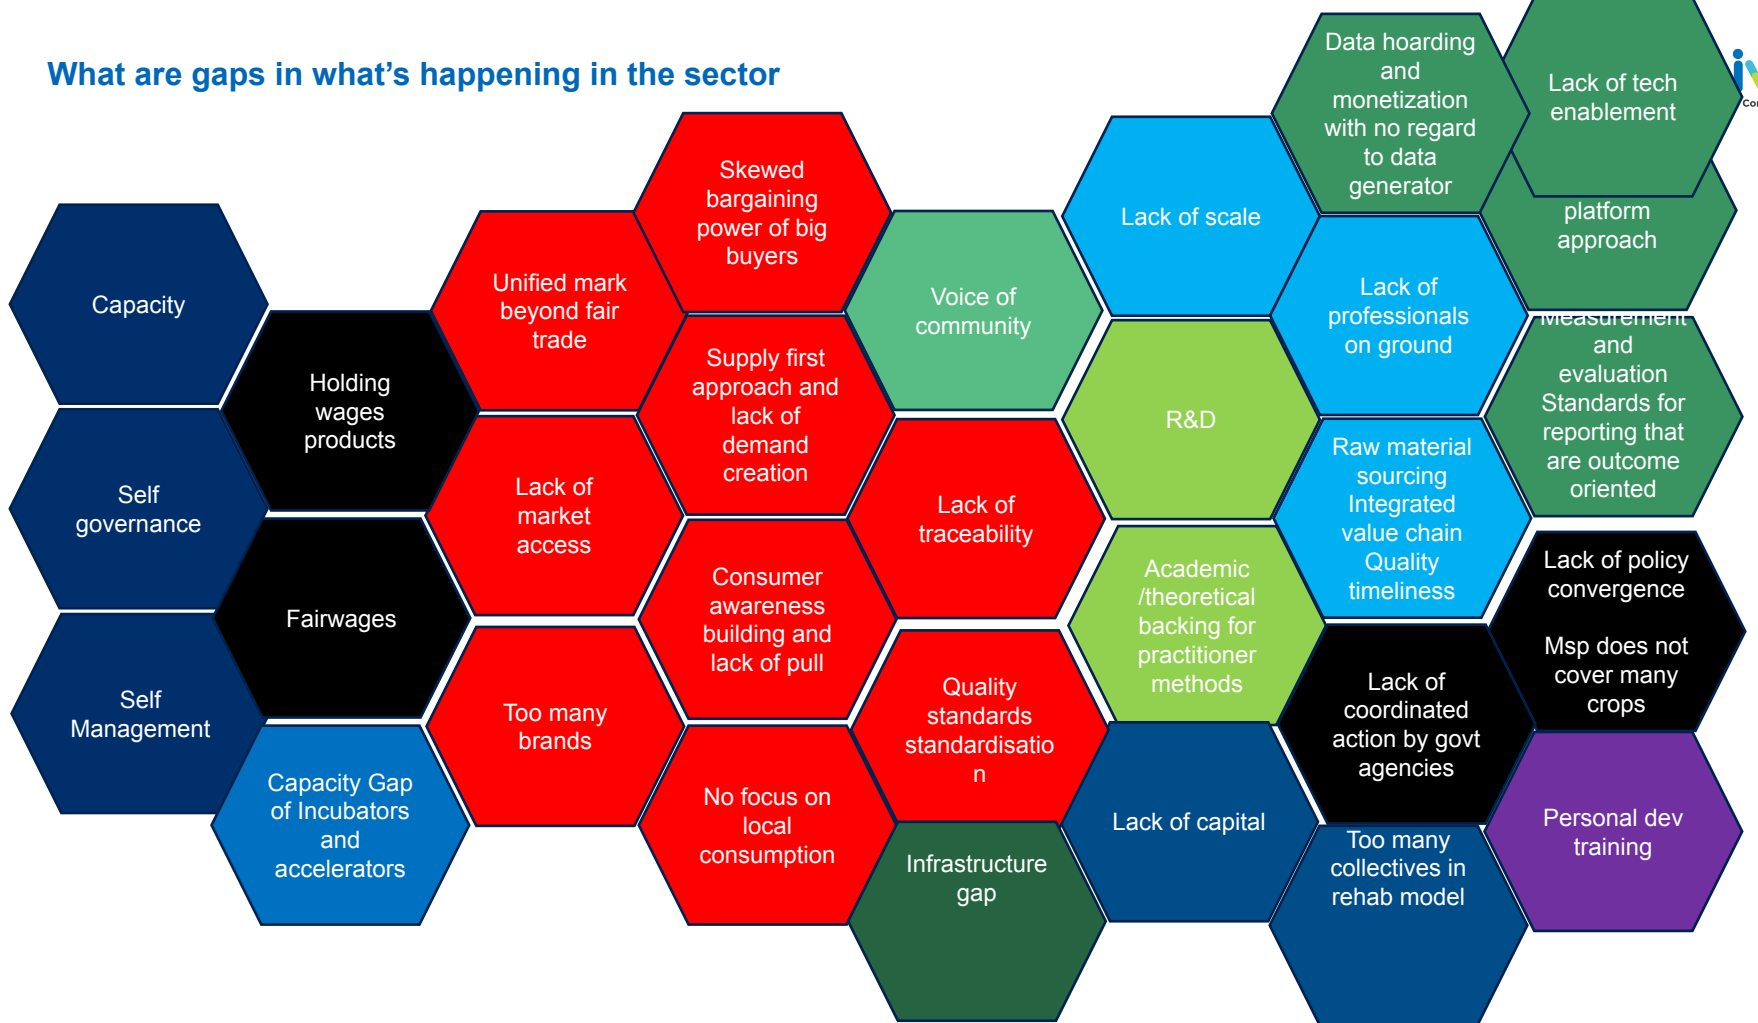 What are gaps in what's happening in the sector
Capacity
Self
governance
Self
Management
Holding
wages
products
Fairwages
Capacity Gap
of Incubators
and
accelerators
Unified mark
beyond fair
trade
Lack of
market
access
Too many
brands
Skewed
bargaining
power of big
buyers
Supply first
approach and
lack of
demand
creation
Consumer
awareness
building and
lack of pull
No focus on
local
consumption
Voice of
community
Lack of
traceability
Quality
standards
standardisatio
n
Infrastructure
gap
Lack of scale
R&D
Academic
/theoretical
backing for
practitioner
methods
Lack of capital
Data hoarding
and
monetization
with no regard
to data
generator
Lack of
professionals
on ground
Raw material
sourcing
Integrated
value chain
Quality
timeliness
Lack of
coordinated
action by govt
agencies
Too many
collectives in
rehab model
Lack of tech
enablement
platform
approach
Measurement
and
evaluation
Standards for
reporting that
are outcome
oriented
Lack of policy
convergence
Msp does not
cover many
crops
Personal dev
training